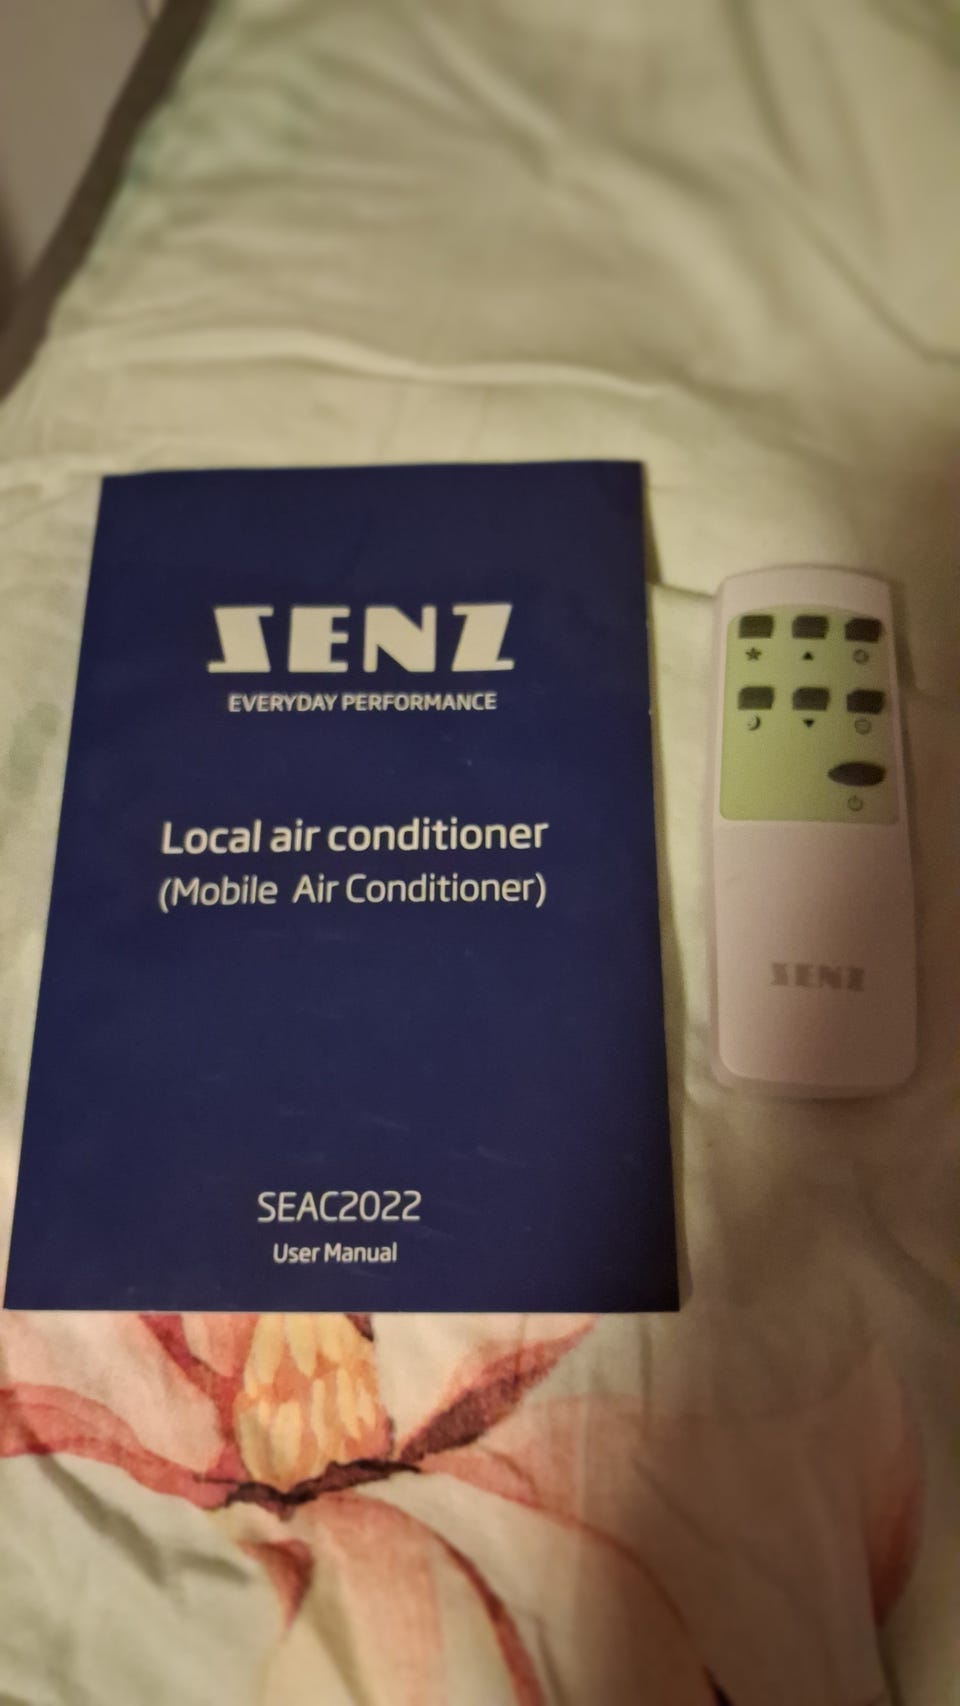 SENZ
EVERYDAY PERFORMANCE
Local air conditioner
(Mobile Air Conditioner)
SEAC2022
User Manual
SENZ